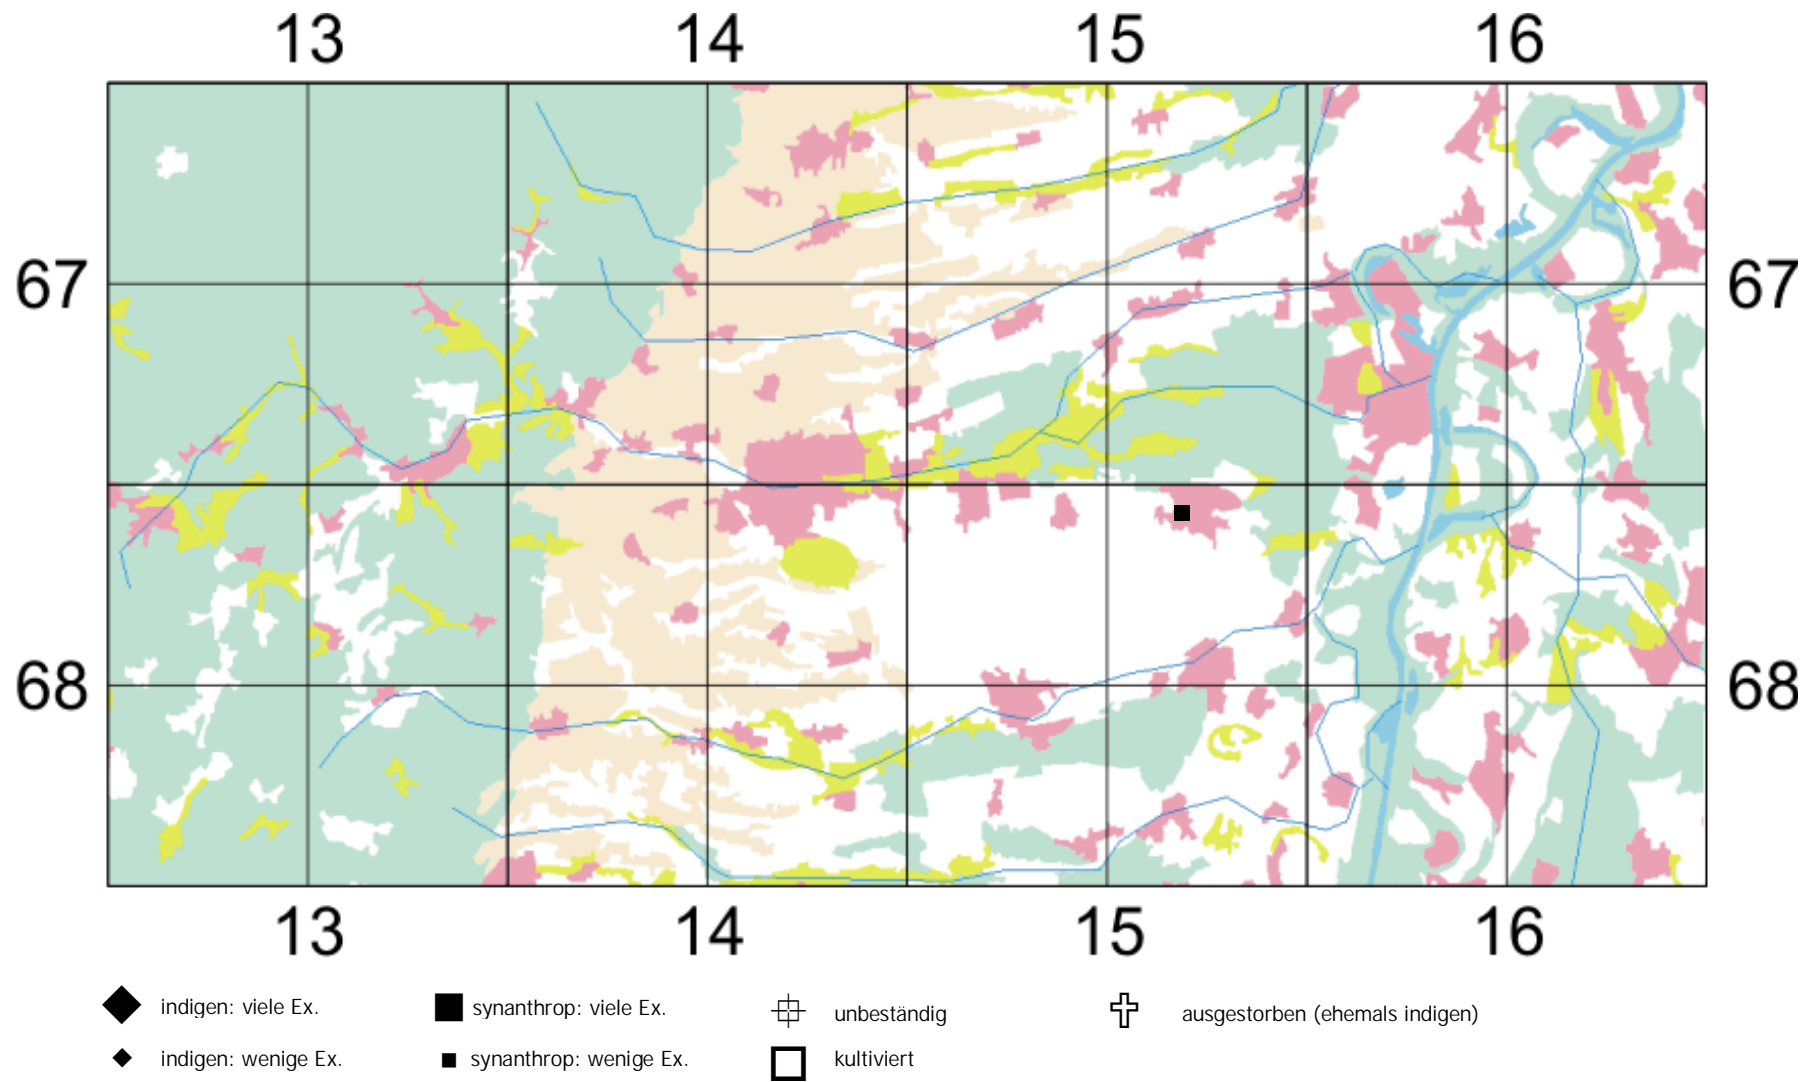 13 14 15 16
67 67
68 68
13 14 15 16
indigen: viele Ex. synanthrop: viele Ex. unbeständig ausgestorben (ehemals indigen)
indigen: wenige Ex. synanthrop: wenige Ex. kultiviert